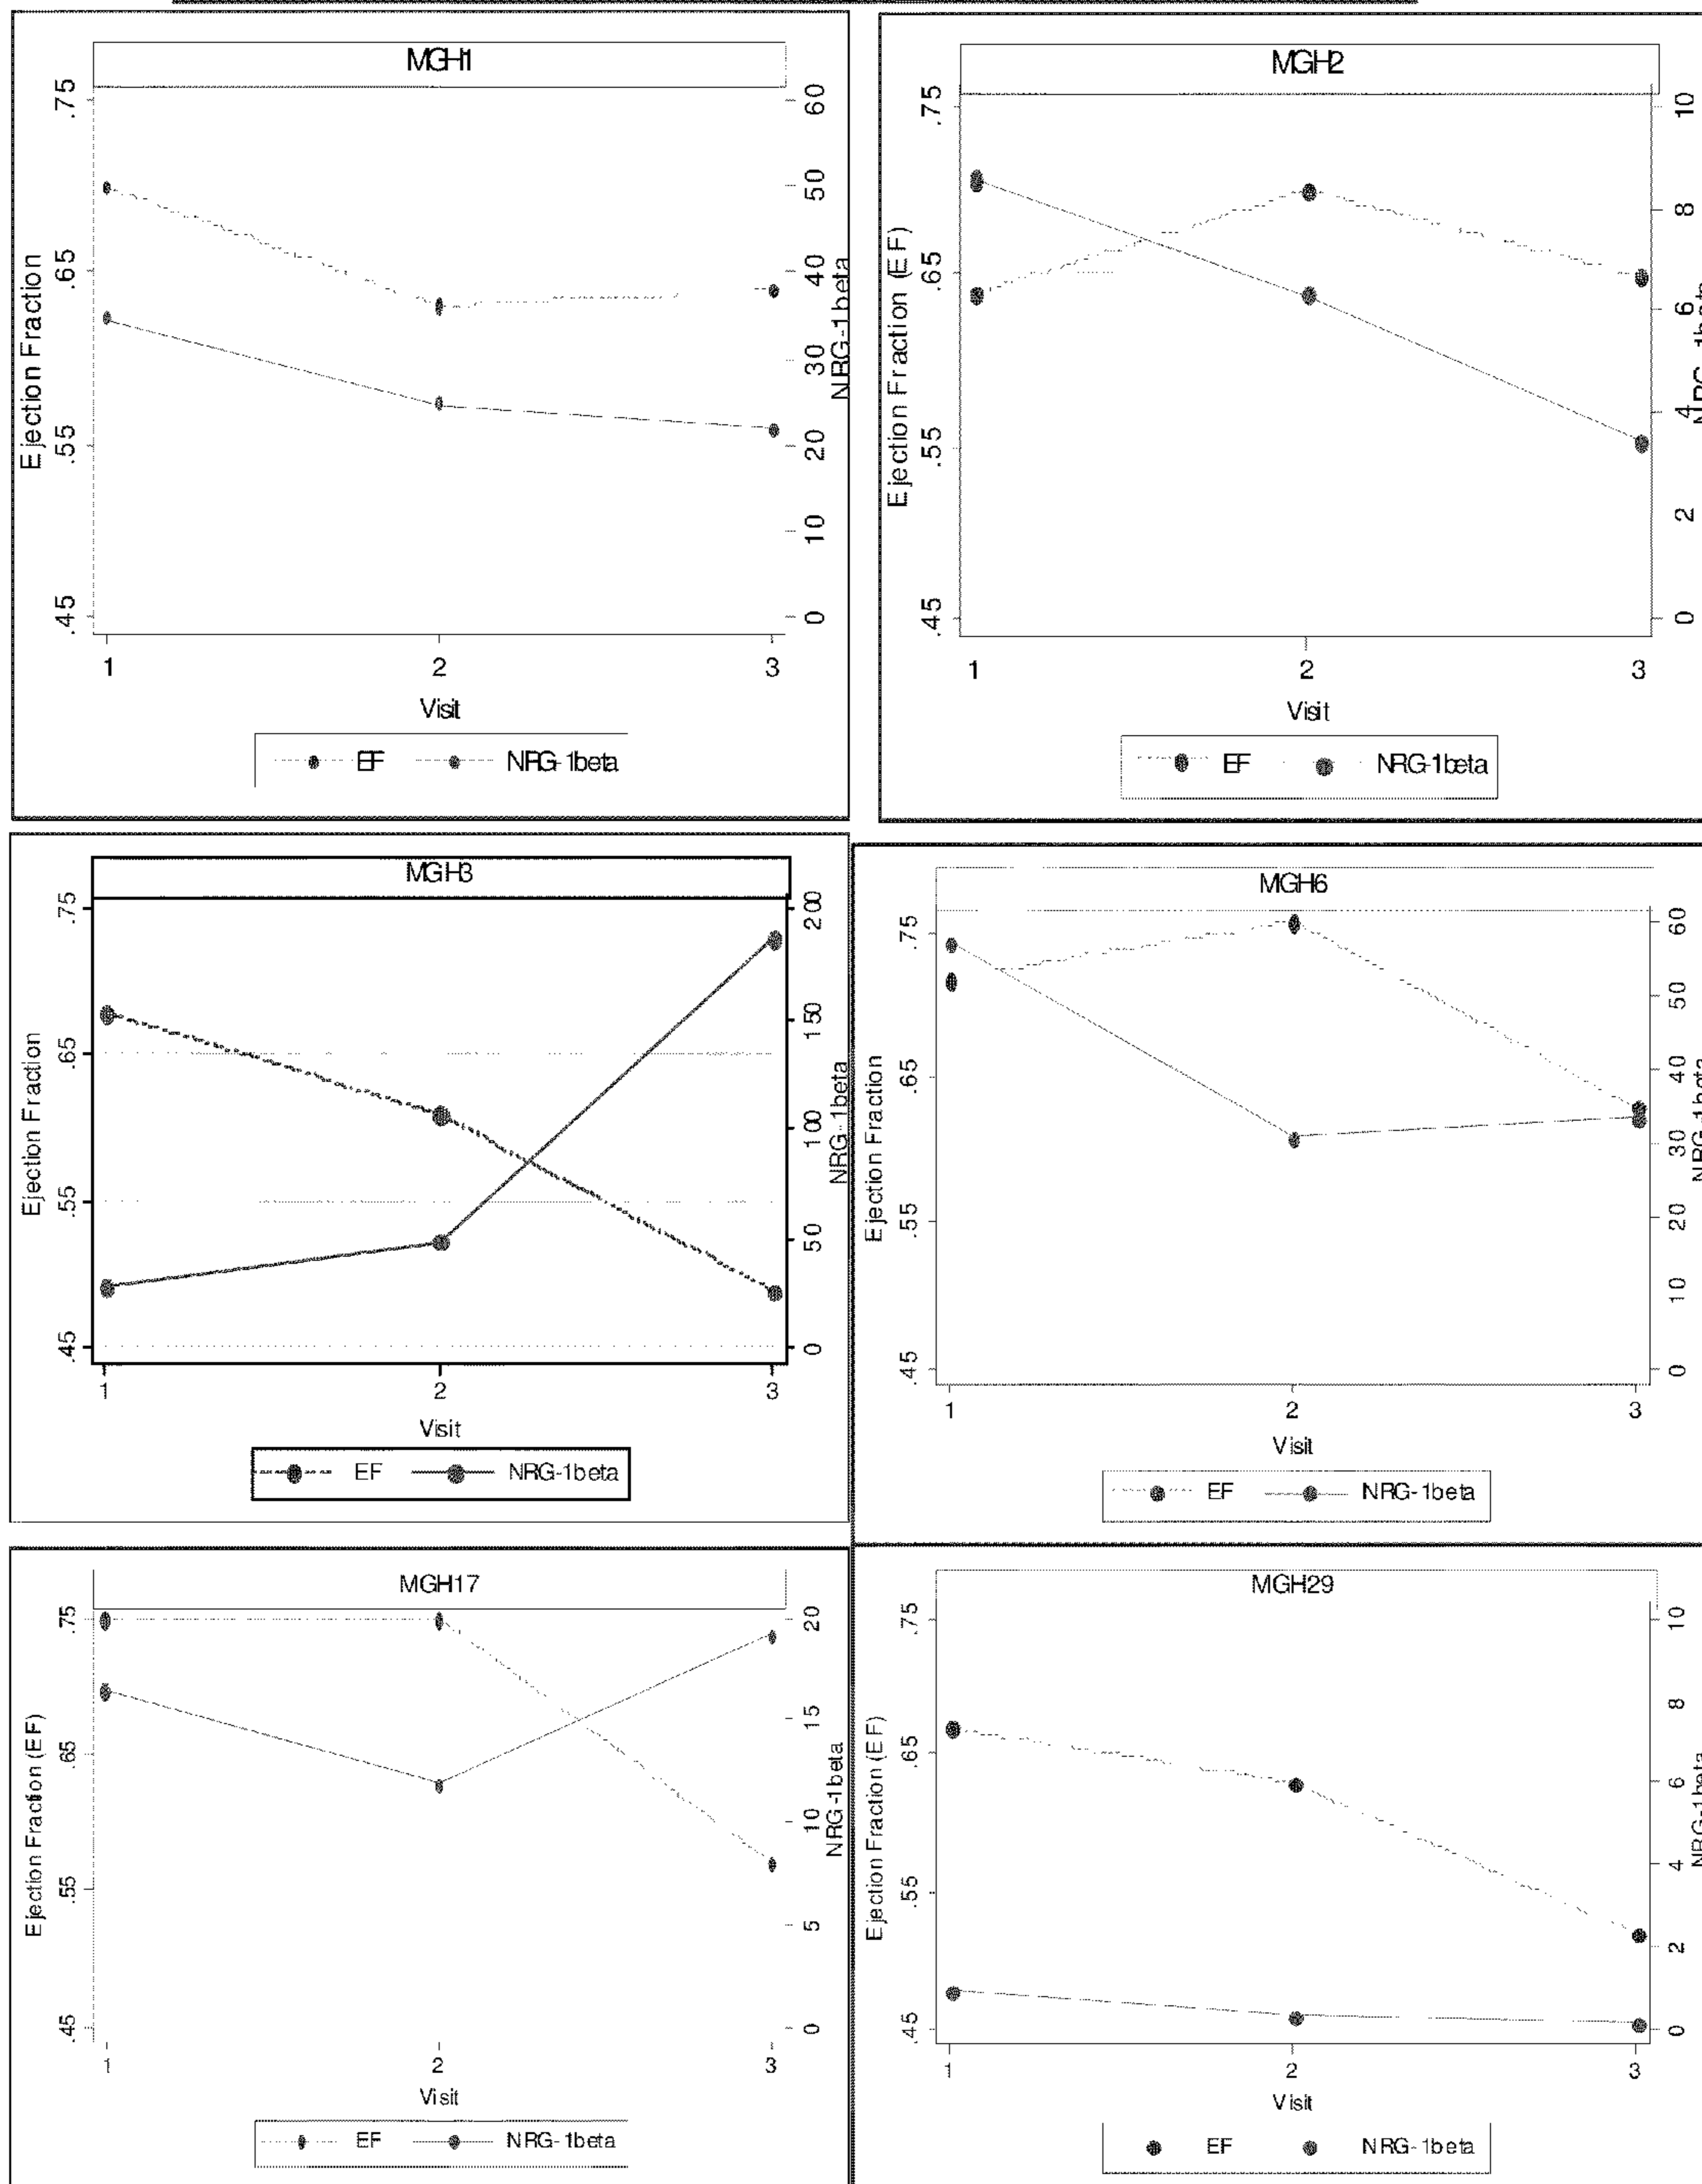 MGH1
Ejection Fraction
.75
.65
.55
.45
60
50
40
30
20
10
0
NRG-1beta
1 2 3
Visit
EF NRG-1beta
MGH2
Ejection Fraction (EF)
.75
.65
.55
.45
10
8
6
4
2
0
1 2 3
Visit
EF NRG-1beta
MGH3
Ejection Fraction
.75
.65
.55
.45
200
150
100
50
0
NRG-1beta
1 2 3
Visit
EF NRG-1beta
MGH6
Ejection Fraction
.75
.65
.55
.45
60
50
40
30
20
10
0
NRG-1beta
1 2 3
Visit
EF NRG-1beta
MGH17
Ejection Fraction (EF)
.75
.65
.55
.45
20
15
10
5
0
NRG-1beta
1 2 3
Visit
EF NRG-1beta
MGH29
Ejection Fraction (EF)
.75
.65
.55
.45
10
8
6
4
2
0
NRG-1beta
1 2 3
Visit
EF NRG-1beta